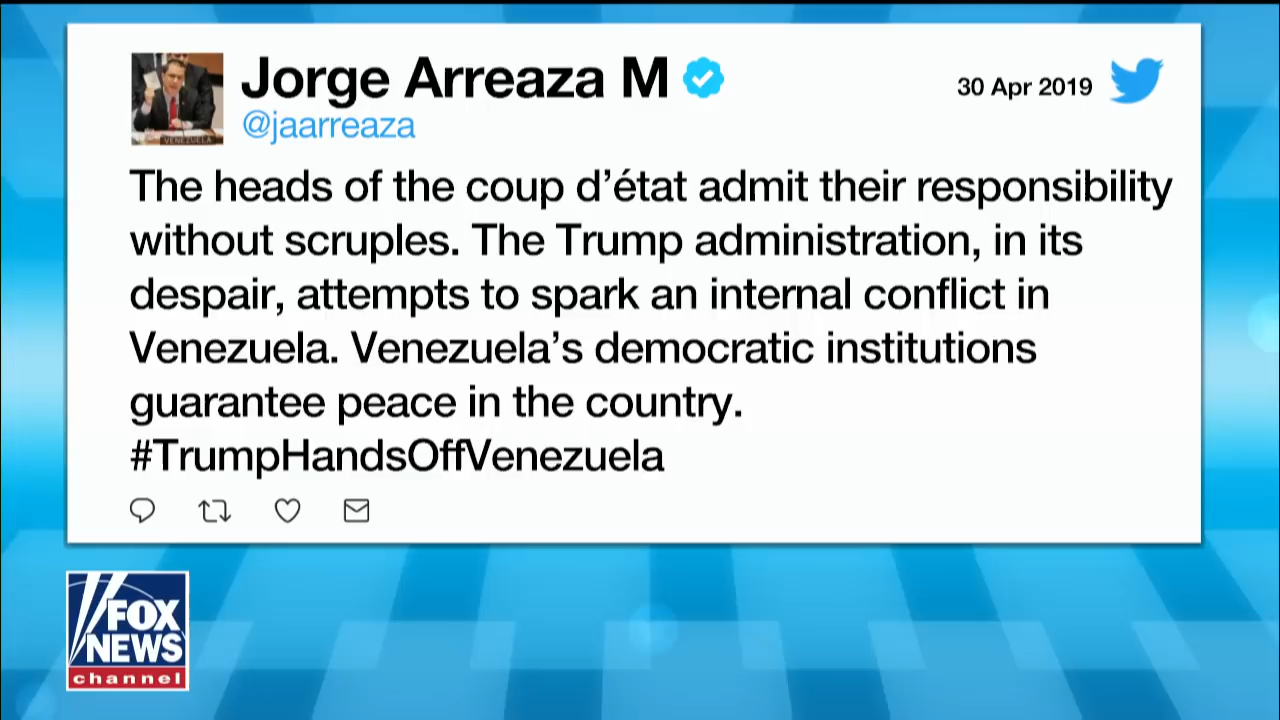 Jorge Arreaza M
30 Apr 2019
@jaarreaza
VENEZUELA
The heads of the coup d’état admit their responsibility
without scruples. The Trump administration, in its
despair, attempts to spark an internal conflict in
Venezuela. Venezuela’s democratic institutions
guarantee peace in the country.
#TrumpHandsOffVenezuela
FOX
NEWS
channel